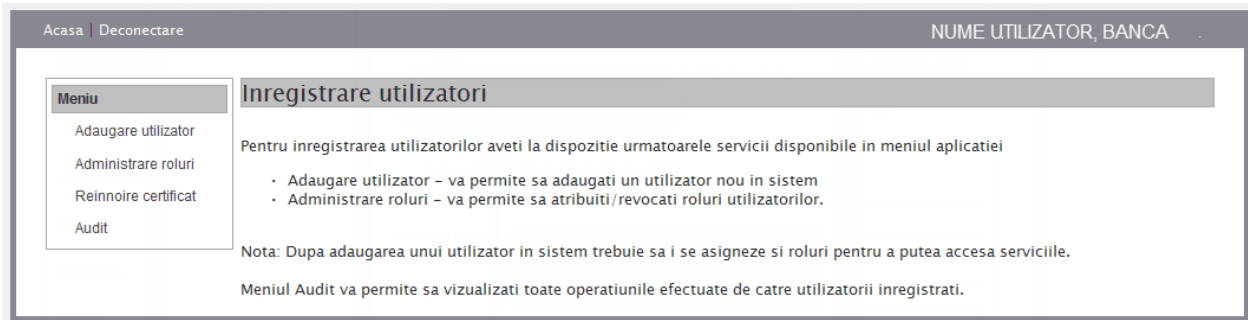 Acasa | Deconectare
NUME UTILIZATOR, BANCA
Meniu
Adaugare utilizator
Administrare roluri
Reinnoire certificat
Audit
Inregistrare utilizatori
Pentru inregistrarea utilizatorilor aveti la dispozitie urmatoarele servicii disponibile in meniul aplicatiei
· Adaugare utilizator – va permite sa adaugati un utilizator nou in sistem
· Administrare roluri – va permite sa atribuiti/revocati roluri utilizatorilor.
Nota: Dupa adaugarea unui utilizator in sistem trebuie sa i se asigneze si roluri pentru a putea accesa serviciile.
Meniul Audit va permite sa vizualizati toate operatiunile efectuate de catre utilizatorii inregistrati.